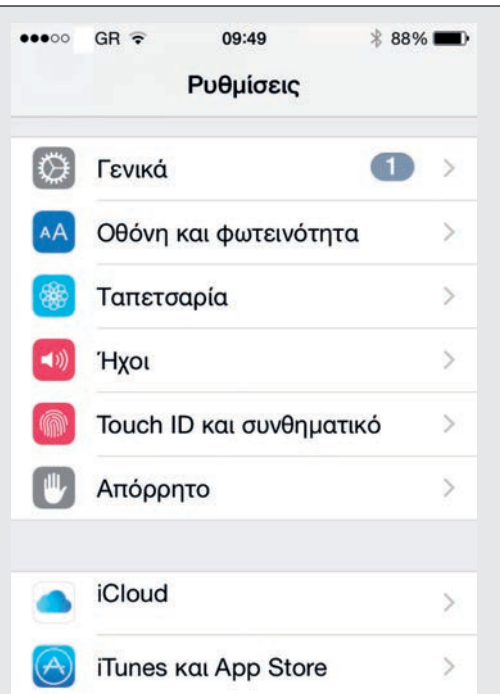 GR 09:49 88%
Ρυθμίσεις
Γενικά 1
AA Οθόνη και φωτεινότητα
Ταπετσαρία
Ήχοι
Touch ID και συνθηματικό
Απόρρητο
iCloud
iTunes και App Store